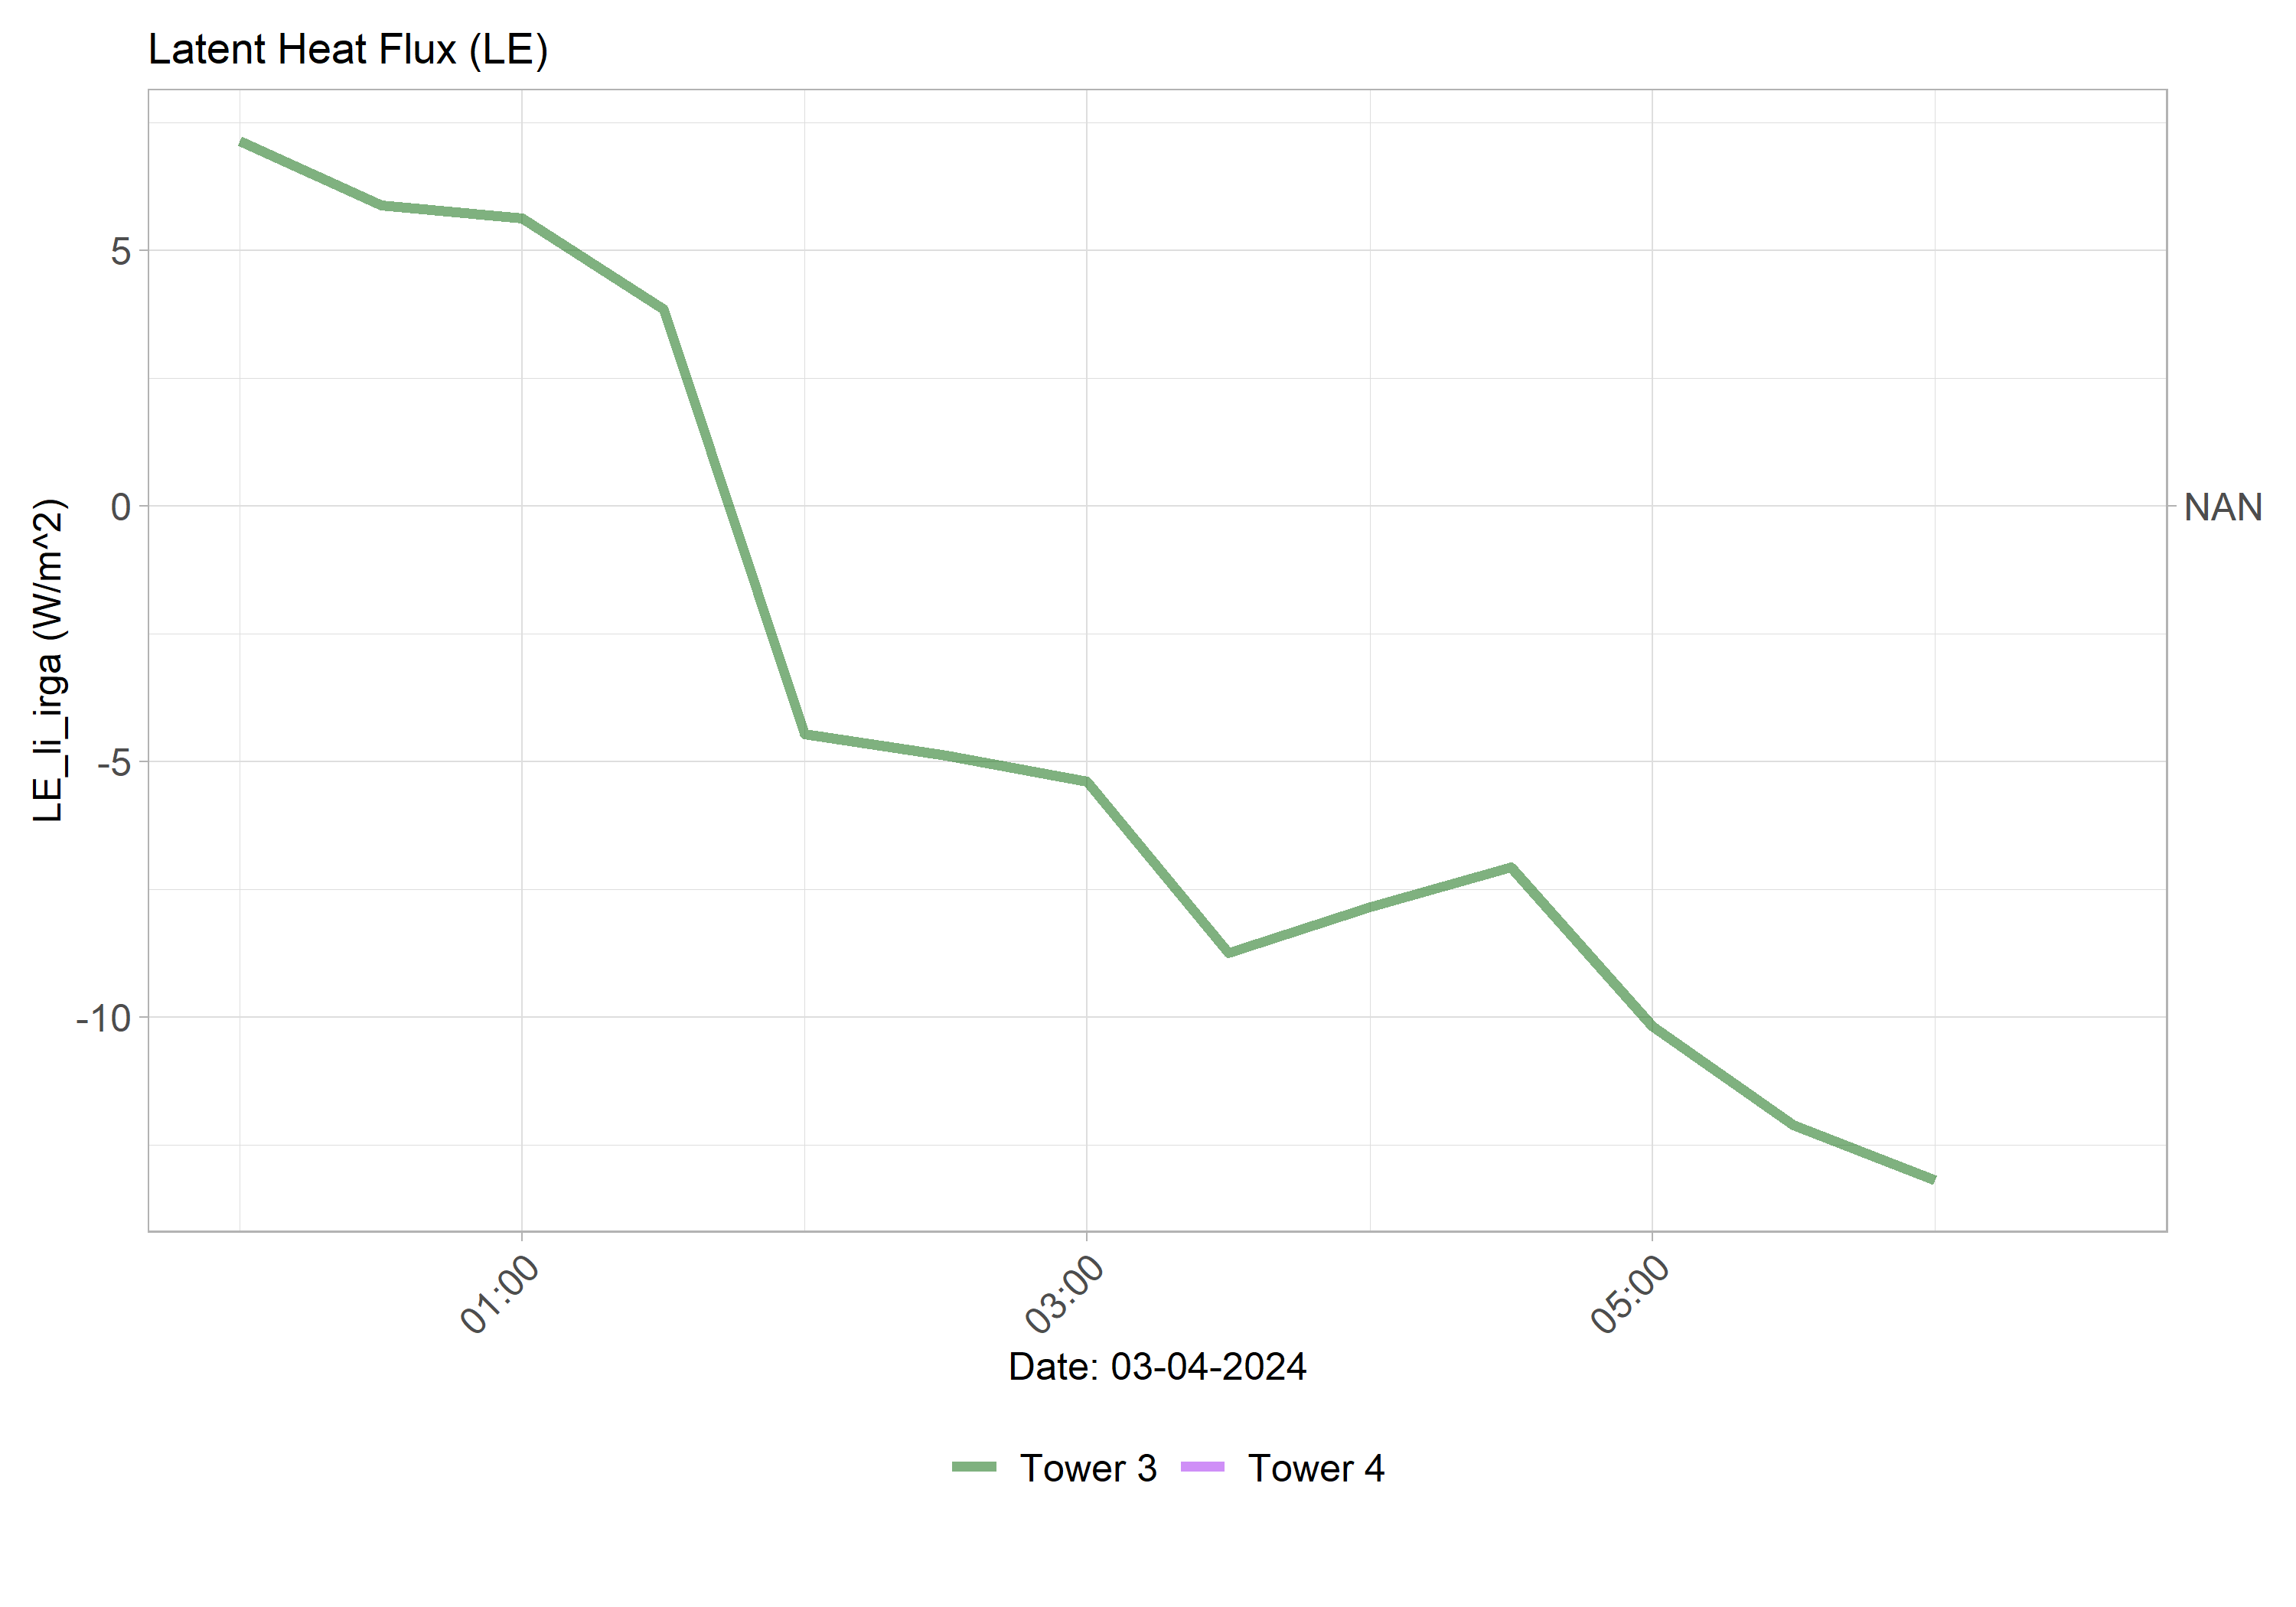 Latent Heat Flux (LE)
LE_li_irga (W/m^2)
5
0
-5
-10
NAN
01:00
03:00
05:00
Date: 03-04-2024
Tower 3
Tower 4